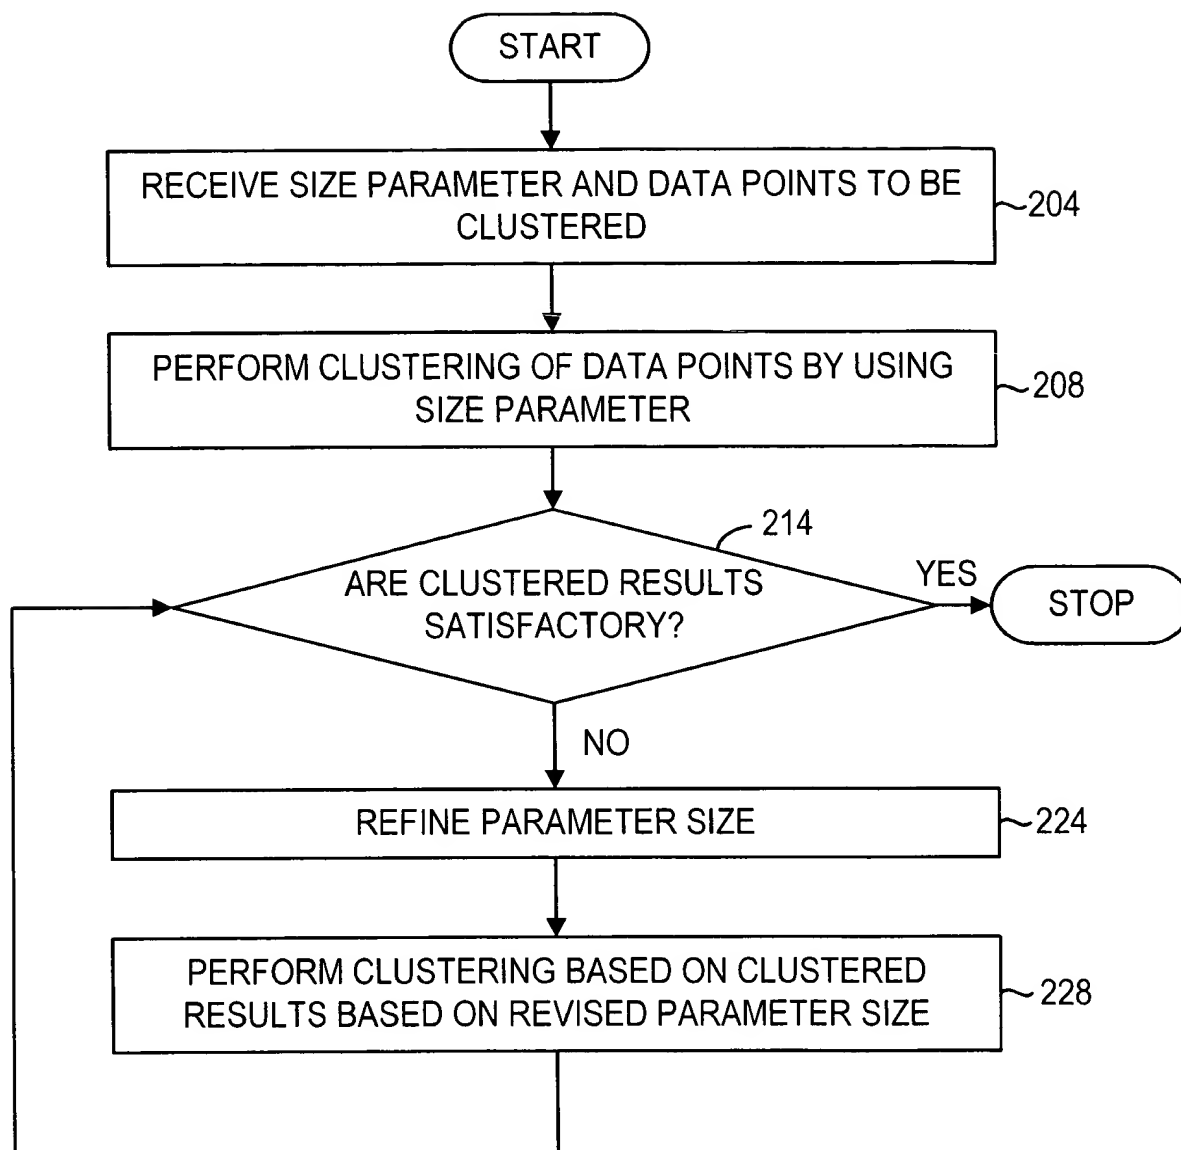 START
RECEIVE SIZE PARAMETER AND DATA POINTS TO BE
CLUSTERED
204
PERFORM CLUSTERING OF DATA POINTS BY USING
SIZE PARAMETER
208
214
ARE CLUSTERED RESULTS
SATISFACTORY?
YES
STOP
NO
REFINE PARAMETER SIZE
224
PERFORM CLUSTERING BASED ON CLUSTERED
RESULTS BASED ON REVISED PARAMETER SIZE
228